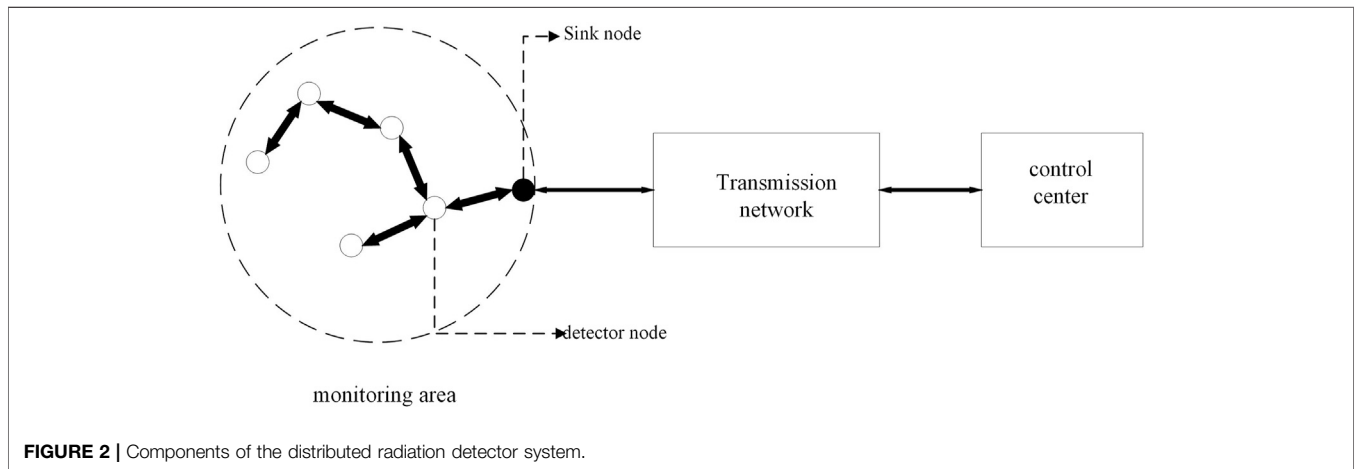 Sink node
Transmission
network
control
center
detector node
monitoring area
FIGURE 2 | Components of the distributed radiation detector system.